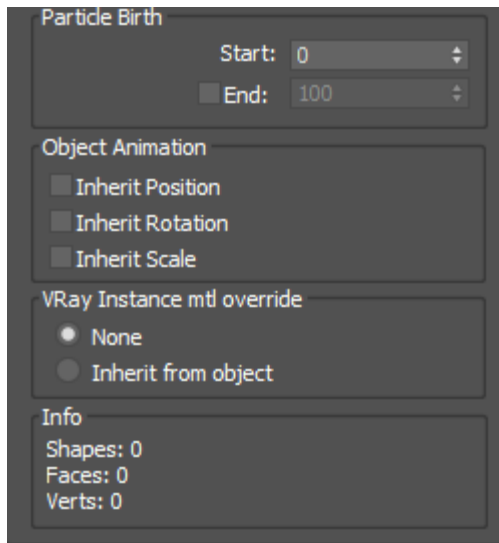 Particle Birth
Start: 0
End: 100
Object Animation
Inherit Position
Inherit Rotation
Inherit Scale
VRay Instance mtl override
None
Inherit from object
Info
Shapes: 0
Faces: 0
Verts: 0